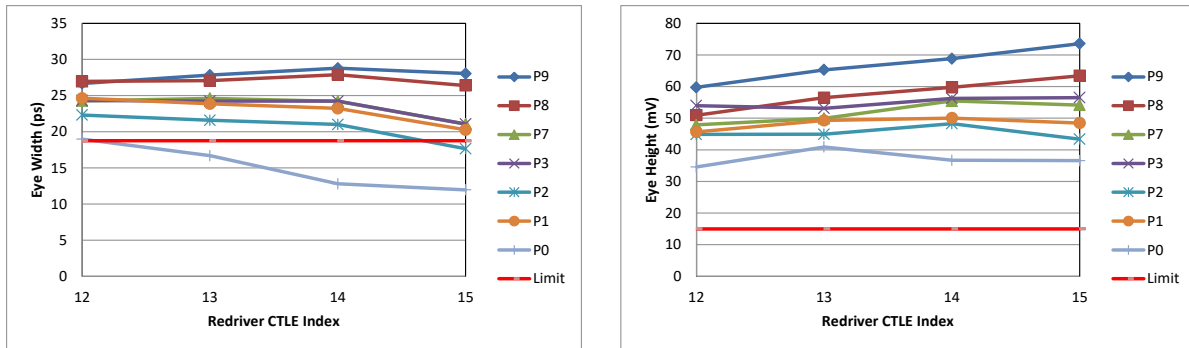 35
30
25
20
15
10
5
0
Eye Width (ps)
12 13 14 15
Redriver CTLE Index
P9
P8
P7
P3
P2
P1
P0
Limit
80
70
60
50
40
30
20
10
0
Eye Height (mV)
12 13 14 15
Redriver CTLE Index
P9
P8
P7
P3
P2
P1
P0
Limit